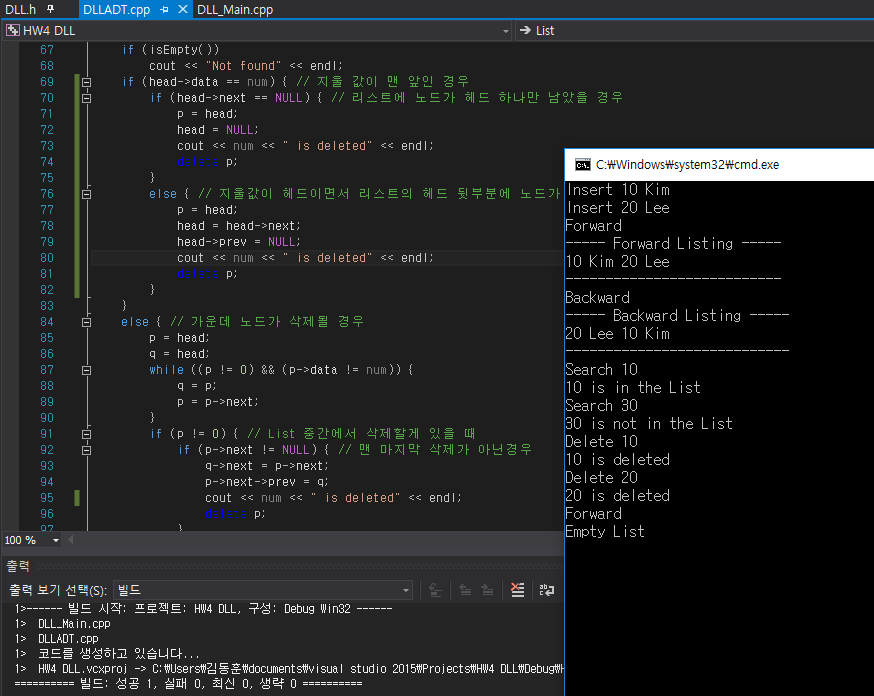 DLL.h
DLLADT.cpp
DLL_Main.cpp
HW4 DLL
List
67 if (isEmpty())
68 cout << "Not found" << endl;
69 if (head->data == num) { // 지울 값이 맨 앞인 경우
70 if (head->next == NULL) { // 리스트에 노드가 헤드 하나만 남았을 경우
71 p = head;
72 head = NULL;
73 cout << num << " is deleted" << endl;
74 p;
75 }
76 else { // 지울값이 헤드이면서 리스트의 헤드 뒷부분에 노드가
77 p = head;
78 head = head->next;
79 head->prev = NULL;
80 cout << num << " is deleted" << endl;
81 p;
82 }
83 }
84 else { // 가운데 노드가 삭제될 경우
85 p = head;
86 q = head;
87 while ((p != 0) && (p->data != num)) {
88 q = p;
89 p = p->next;
90 }
91 if (p != 0) { // List 중간에서 삭제할게 있을 때
92 if (p->next != NULL) { // 맨 마지막 삭제가 아닌경우
93 q->next = p->next;
94 p->next->prev = q;
95 cout << num << " is deleted" << endl;
96 p;
97 }
100 %
출력
출력 보기 선택(S): 빌드
1>------ 빌드 시작: 프로젝트: HW4 DLL, 구성: Debug Win32 ------
1> DLL_Main.cpp
1> DLLADT.cpp
1> 코드를 생성하고 있습니다...
1> HW4 DLL.vcxproj -> C:₩Users₩김동훈₩documents₩visual studio 2015₩Projects₩HW4 DLL₩Debug₩H
========== 빌드: 성공 1, 실패 0, 최신 0, 생략 0 ==========
C:₩Windows₩system32₩cmd.exe
Insert 10 Kim
Insert 20 Lee
Forward
----- Forward Listing -----
10 Kim 20 Lee
---------------------------
Backward
----- Backward Listing -----
20 Lee 10 Kim
----------------------------
Search 10
10 is in the List
Search 30
30 is not in the List
Delete 10
10 is deleted
Delete 20
20 is deleted
Forward
Empty List